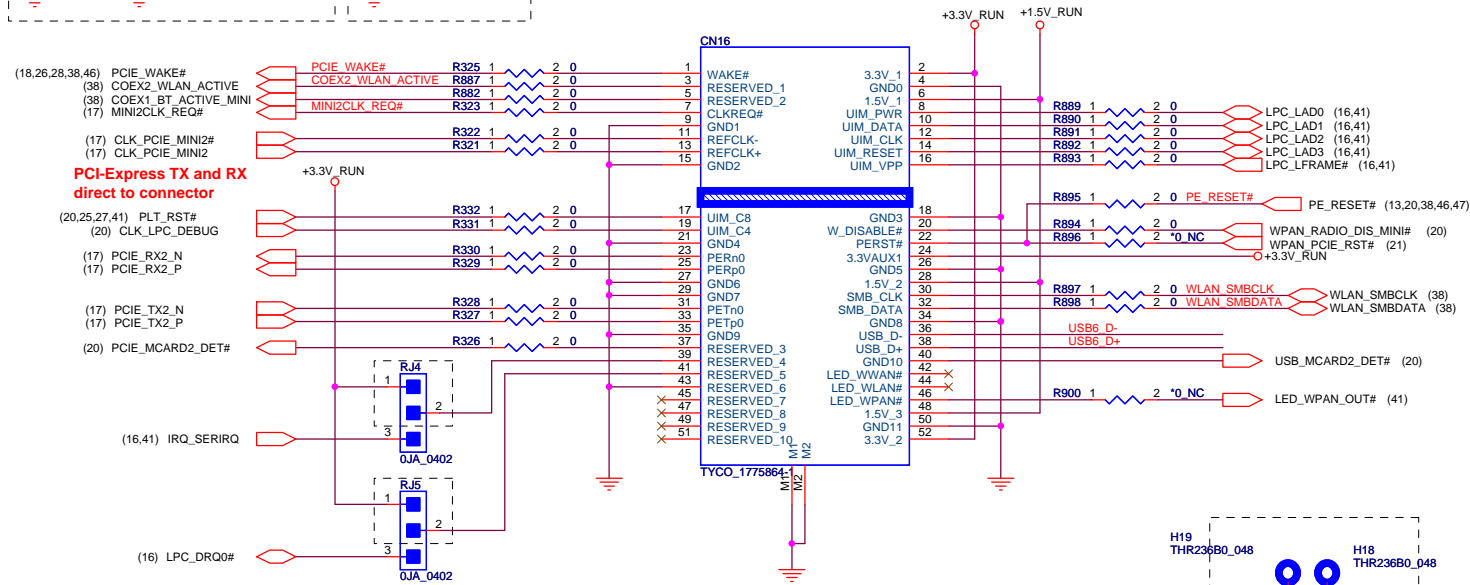 +3.3V_RUN +1.5V_RUN
CN16
(18,26,28,38,46) PCIE_WAKE# PCIE_WAKE# R325 1 2 0 1 WAKE# 3.3V_1 2
(38) COEX2_WLAN_ACTIVE COEX2_WLAN_ACTIVE R887 1 2 0 3 RESERVED_1 GND0 4
(38) COEX1_BT_ACTIVE_MINI R882 1 2 0 5 RESERVED_2 1.5V_1 6
(17) MINI2CLK_REQ# MINI2CLK_REQ# R323 1 2 0 7 CLKREQ# UIM_PWR 8 R889 1 2 0 LPC_LAD0 (16,41)
9 GND1 UIM_DATA 10 R890 1 2 0 LPC_LAD1 (16,41)
(17) CLK_PCIE_MINI2# R322 1 2 0 11 REFCLK- UIM_CLK 12 R891 1 2 0 LPC_LAD2 (16,41)
(17) CLK_PCIE_MINI2 R321 1 2 0 13 REFCLK+ UIM_RESET 14 R892 1 2 0 LPC_LAD3 (16,41)
15 GND2 UIM_VPP 16 R893 1 2 0 LPC_LFRAME# (16,41)
PCI-Express TX and RX
direct to connector
+3.3V_RUN
R895 1 2 0 PE_RESET# PE_RESET# (13,20,38,46,47)
(20,25,27,41) PLT_RST# R332 1 2 0 17 UIM_C8 GND3 18
(20) CLK_LPC_DEBUG R331 1 2 0 19 UIM_C4 W_DISABLE# 20 R894 1 2 0 WPAN_RADIO_DIS_MINI# (20)
21 GND4 PERST# 22 R896 1 2 *0_NC WPAN_PCIE_RST# (21)
(17) PCIE_RX2_N R330 1 2 0 23 PERn0 3.3VAUX1 24 +3.3V_RUN
(17) PCIE_RX2_P R329 1 2 0 25 PERp0 GND5 26
27 GND6 1.5V_2 28
29 GND7 SMB_CLK 30 R897 1 2 0 WLAN_SMBCLK WLAN_SMBCLK (38)
(17) PCIE_TX2_N R328 1 2 0 31 PETn0 SMB_DATA 32 R898 1 2 0 WLAN_SMBDATA WLAN_SMBDATA (38)
(17) PCIE_TX2_P R327 1 2 0 33 PETp0 GND8 34
35 GND9 USB_D- 36 USB6_D-
(20) PCIE_MCARD2_DET# R326 1 2 0 37 RESERVED_3 USB_D+ 38 USB6_D+
39 RESERVED_4 GND10 40 USB_MCARD2_DET# (20)
41 RESERVED_5 LED_WWAN# 42
43 RESERVED_6 LED_WLAN# 44
45 RESERVED_7 LED_WPAN# 46 R900 1 2 *0_NC LED_WPAN_OUT# (41)
47 RESERVED_8 1.5V_3 48
49 RESERVED_9 GND11 50
51 RESERVED_10 3.3V_2 52
RJ4
1
2
(16,41) IRQ_SERIRQ 3
0JA_0402
M1 M2
TYCO_1775864-1
M1 M2
RJ5
1
2
(16) LPC_DRQ0# 3
0JA_0402
H19
THR236B0_048
H18
THR236B0_048